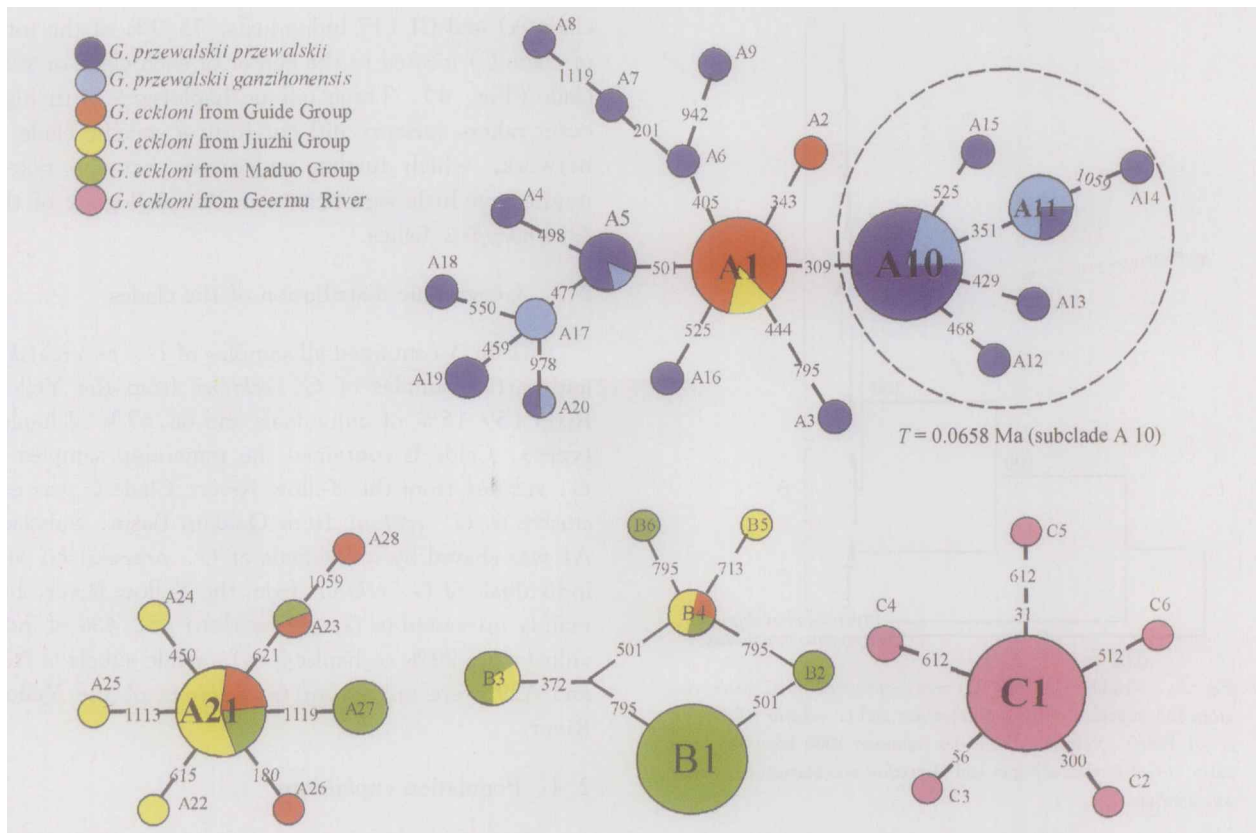 G. przewalskii przewalskii
G. przewalskii ganzihonensis
G. eckloni from Guide Group
G. eckloni from Jiuzhi Group
G. eckloni from Maduo Group
G. eckloni from Geermu River
A8
1119
A7
201
A9
942
A6
405
A2
343
A4
498
A5
501
A1
309
A10
A15
525
A11
351
1059
A14
429
A13
468
A12
A18
550
477
A17
459
A19
978
A20
525
A16
444
795
A3
T = 0.0658 Ma (subclade A 10)
A28
1059
A24
A23
450
621
A25
1113
A21
1119
A27
615
180
A22
A26
B6
B5
795
713
B4
501
795
B2
B3
372
795
501
B1
C5
612
31
C4
612
C6
512
C1
56
300
C3
C2